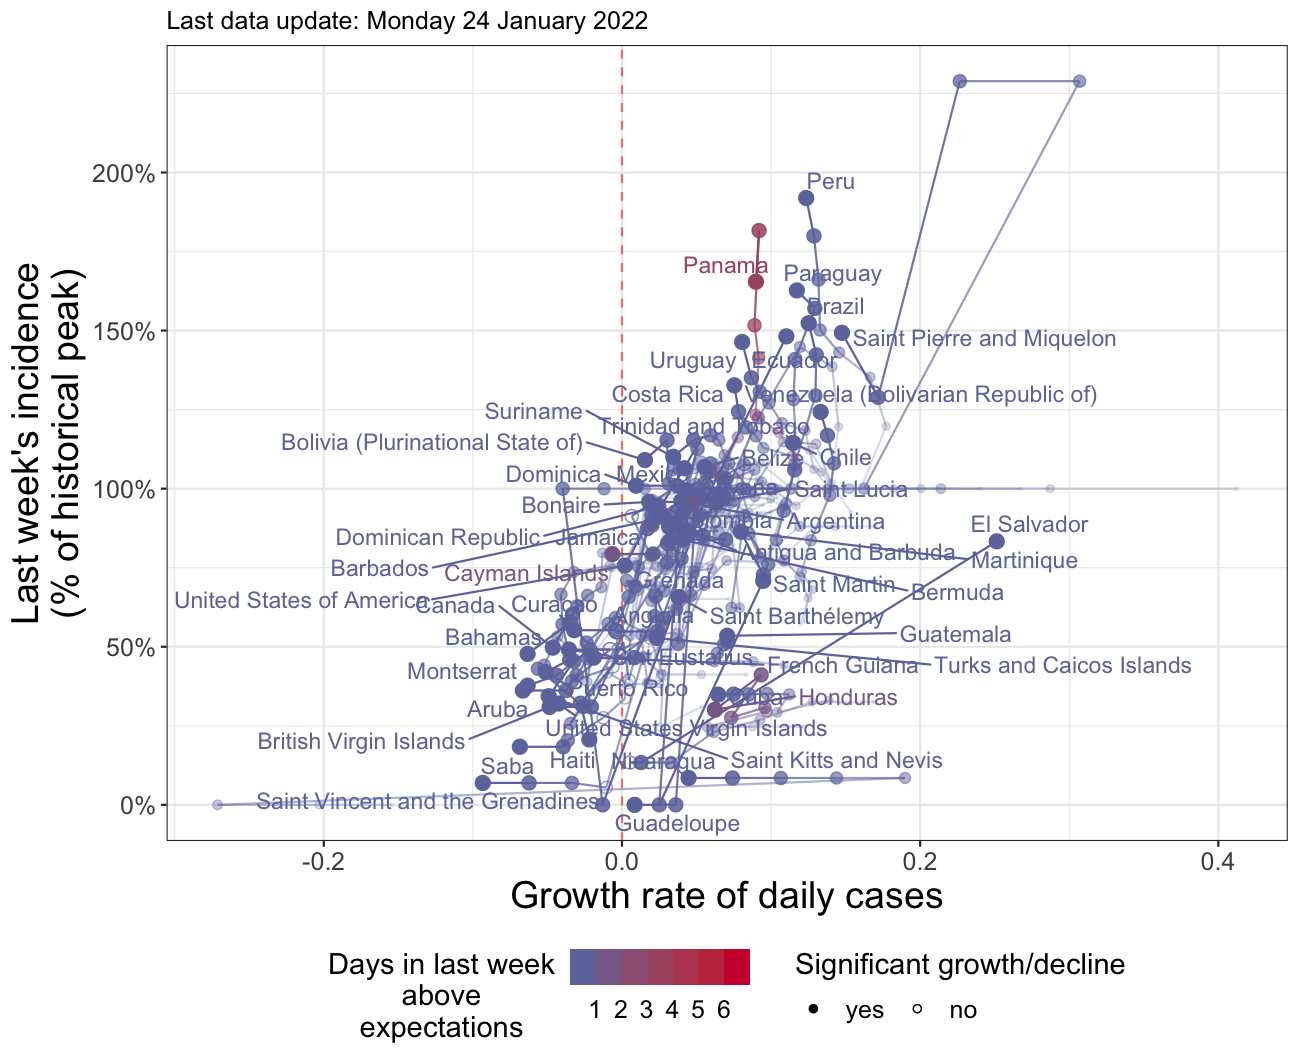 Last data update: Monday 24 January 2022
Last week's incidence
(% of historical peak)
200%
150%
100%
50%
0%
Peru
Panama
Paraguay
Brazil
Saint Pierre and Miquelon
Uruguay
Ecuador
Costa Rica
Venezuela (Bolivarian Republic of)
Suriname
Trinidad and Tobago
Bolivia (Plurinational State of)
Belize
Chile
Dominica
Saint Lucia
Bonaire
Argentina
El Salvador
Dominican Republic
Jamaica
Antigua and Barbuda
Martinique
Barbados
Cayman Islands
Grenada
Saint Martin
Bermuda
United States of America
Canada
Curaçao
Anguilla
Saint Barthélemy
Guatemala
Bahamas
Sint Eustatius
French Guiana
Turks and Caicos Islands
Montserrat
Puerto Rico
Cuba
Honduras
Aruba
United States Virgin Islands
British Virgin Islands
Haiti
Nicaragua
Saint Kitts and Nevis
Saba
Saint Vincent and the Grenadines
Guadeloupe
-0.2
0.0
0.2
0.4
Growth rate of daily cases
Days in last week
above
expectations
1 2 3 4 5 6
Significant growth/decline
yes
no